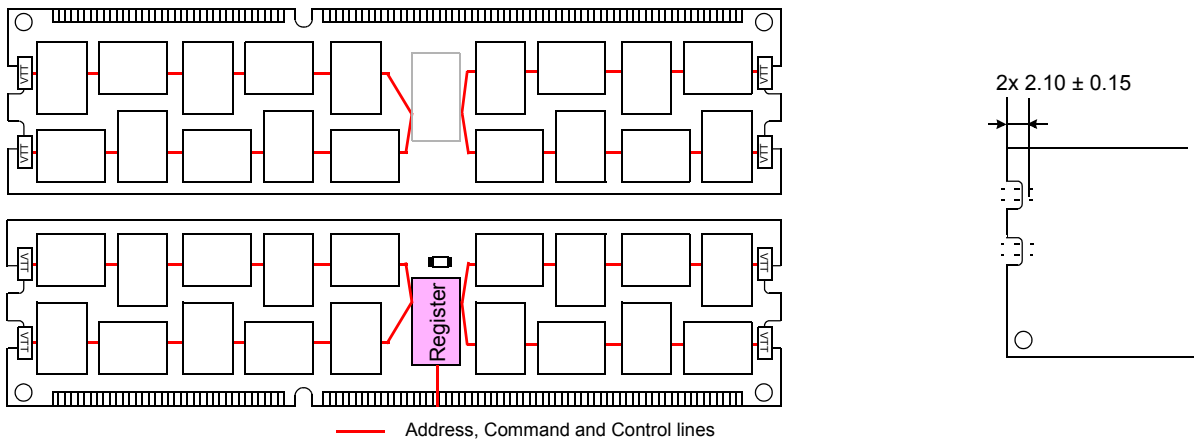 VTT
VTT
VTT
VTT
2x 2.10 ± 0.15
VTT
VTT
VTT
VTT
Register
Address, Command and Control lines